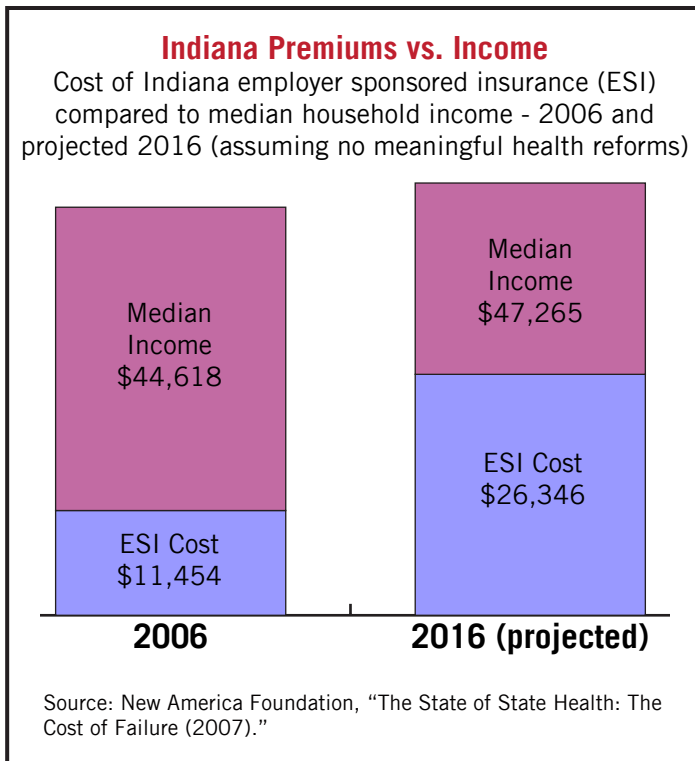 Indiana Premiums vs. Income
Cost of Indiana employer sponsored insurance (ESI)
compared to median household income - 2006 and
projected 2016 (assuming no meaningful health reforms)
Median
Income
$44,618
ESI Cost
$11,454
Median
Income
$47,265
ESI Cost
$26,346
2006
2016 (projected)
Source: New America Foundation, “The State of State Health: The
Cost of Failure (2007).”